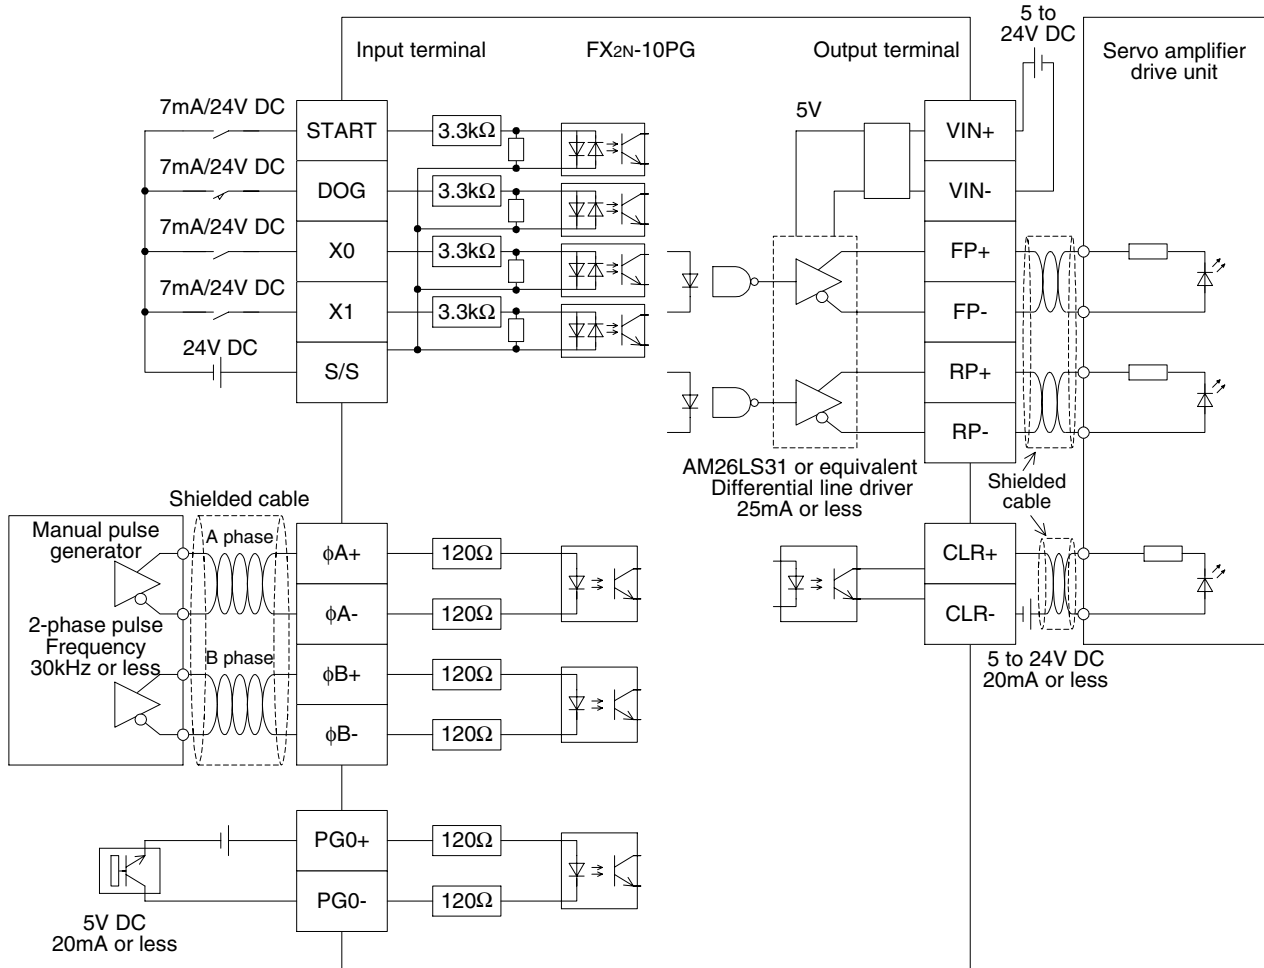 Input terminal
FX2N-10PG
Output terminal
5 to
24V DC
Servo amplifier
drive unit
7mA/24V DC
START
3.3kΩ
5V
VIN+
7mA/24V DC
DOG
3.3kΩ
VIN-
7mA/24V DC
X0
3.3kΩ
FP+
7mA/24V DC
X1
3.3kΩ
FP-
24V DC
S/S
RP+
RP-
AM26LS31 or equivalent
Differential line driver
25mA or less
Shielded
cable
Shielded cable
Manual pulse
generator
A phase
ϕA+
120Ω
CLR+
ϕA-
120Ω
CLR-
2-phase pulse
Frequency
30kHz or less
B phase
ϕB+
120Ω
5 to 24V DC
20mA or less
ϕB-
120Ω
PG0+
120Ω
PG0-
120Ω
5V DC
20mA or less